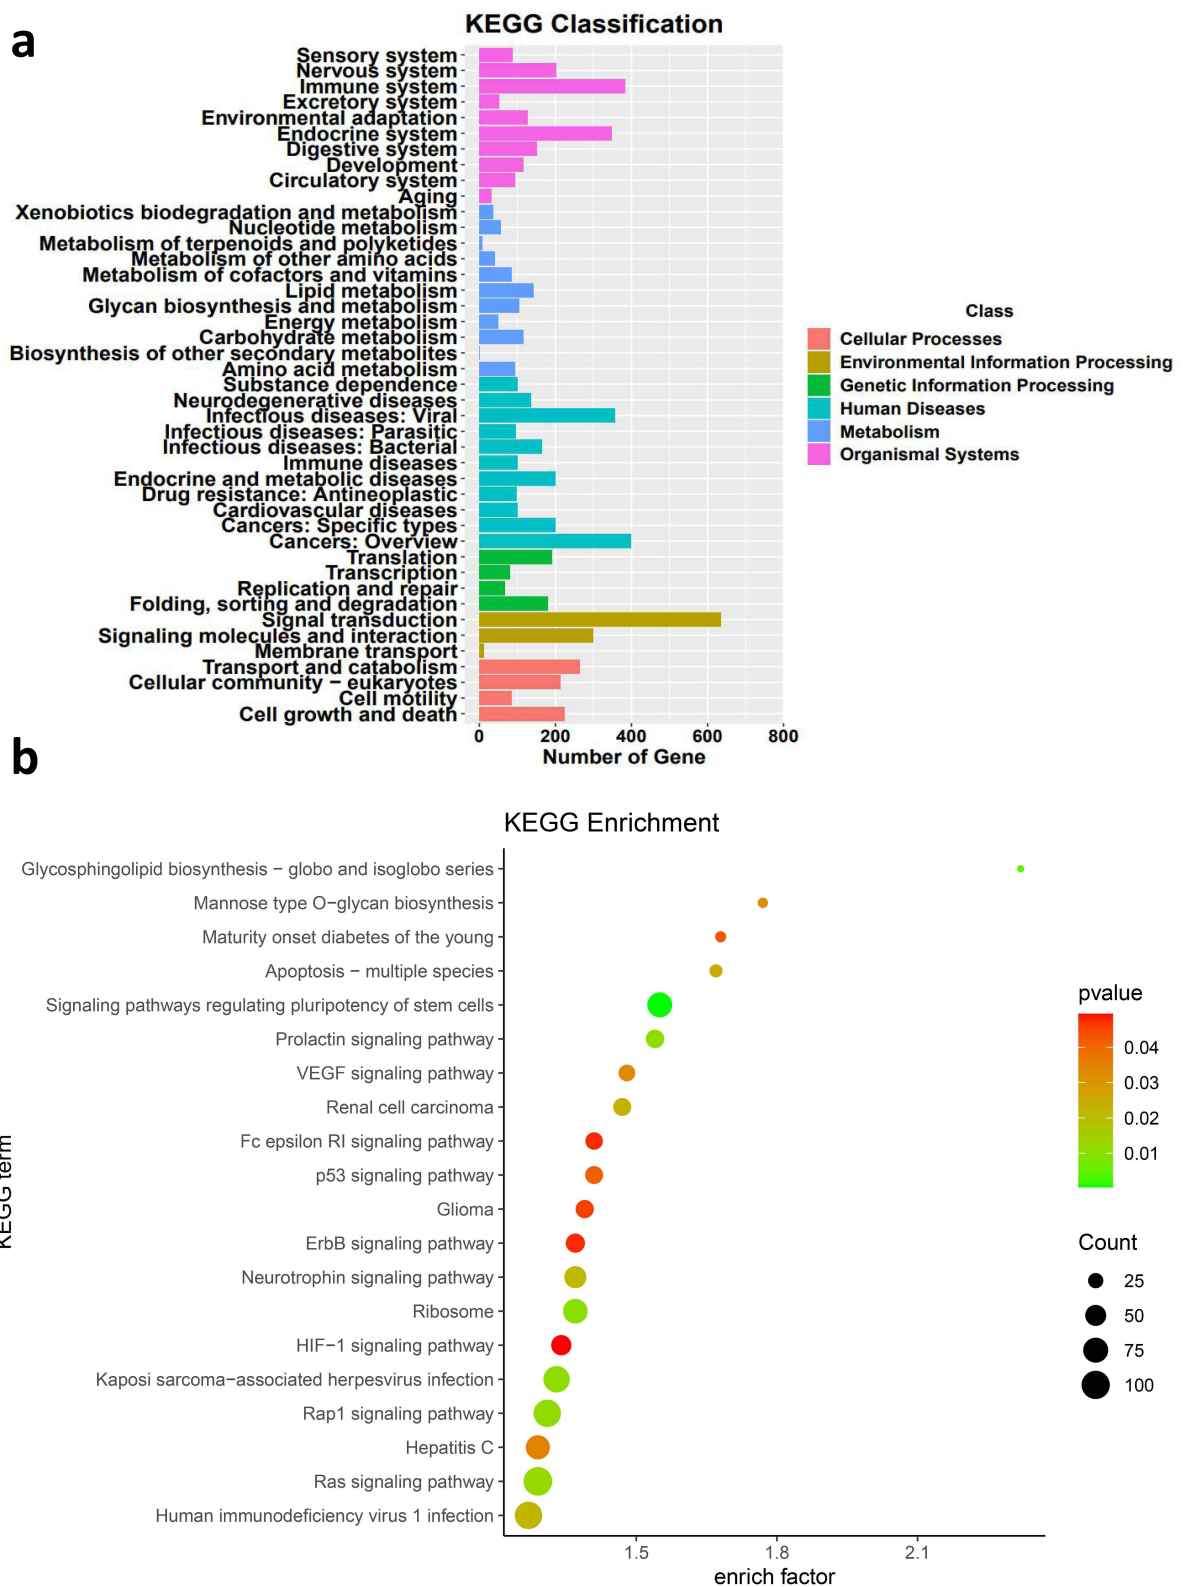 a
KEGG Classification
Sensory system
Nervous system
Immune system
Excretory system
Environmental adaptation
Endocrine system
Digestive system
Development
Circulatory system
Aging
Xenobiotics biodegradation and metabolism
Nucleotide metabolism
Metabolism of terpenoids and polyketides
Metabolism of other amino acids
Metabolism of cofactors and vitamins
Lipid metabolism
Glycan biosynthesis and metabolism
Energy metabolism
Carbohydrate metabolism
Biosynthesis of other secondary metabolites
Amino acid metabolism
Substance dependence
Neurodegenerative diseases
Infectious diseases: Viral
Infectious diseases: Parasitic
Infectious diseases: Bacterial
Immune diseases
Endocrine and metabolic diseases
Drug resistance: Antineoplastic
Cardiovascular diseases
Cancers: Specific types
Cancers: Overview
Translation
Transcription
Replication and repair
Folding, sorting and degradation
Signal transduction
Signaling molecules and interaction
Membrane transport
Transport and catabolism
Cellular community − eukaryotes
Cell motility
Cell growth and death
0 200 400 600 800
Number of Gene
Class
Cellular Processes
Environmental Information Processing
Genetic Information Processing
Human Diseases
Metabolism
Organismal Systems
b
KEGG Enrichment
KEGG term
Glycosphingolipid biosynthesis − globo and isoglobo series
Mannose type O−glycan biosynthesis
Maturity onset diabetes of the young
Apoptosis − multiple species
Signaling pathways regulating pluripotency of stem cells
Prolactin signaling pathway
VEGF signaling pathway
Renal cell carcinoma
Fc epsilon RI signaling pathway
p53 signaling pathway
Glioma
ErbB signaling pathway
Neurotrophin signaling pathway
Ribosome
HIF−1 signaling pathway
Kaposi sarcoma−associated herpesvirus infection
Rap1 signaling pathway
Hepatitis C
Ras signaling pathway
Human immunodeficiency virus 1 infection
1.5 1.8 2.1
enrich factor
pvalue
0.04
0.03
0.02
0.01
Count
25
50
75
100